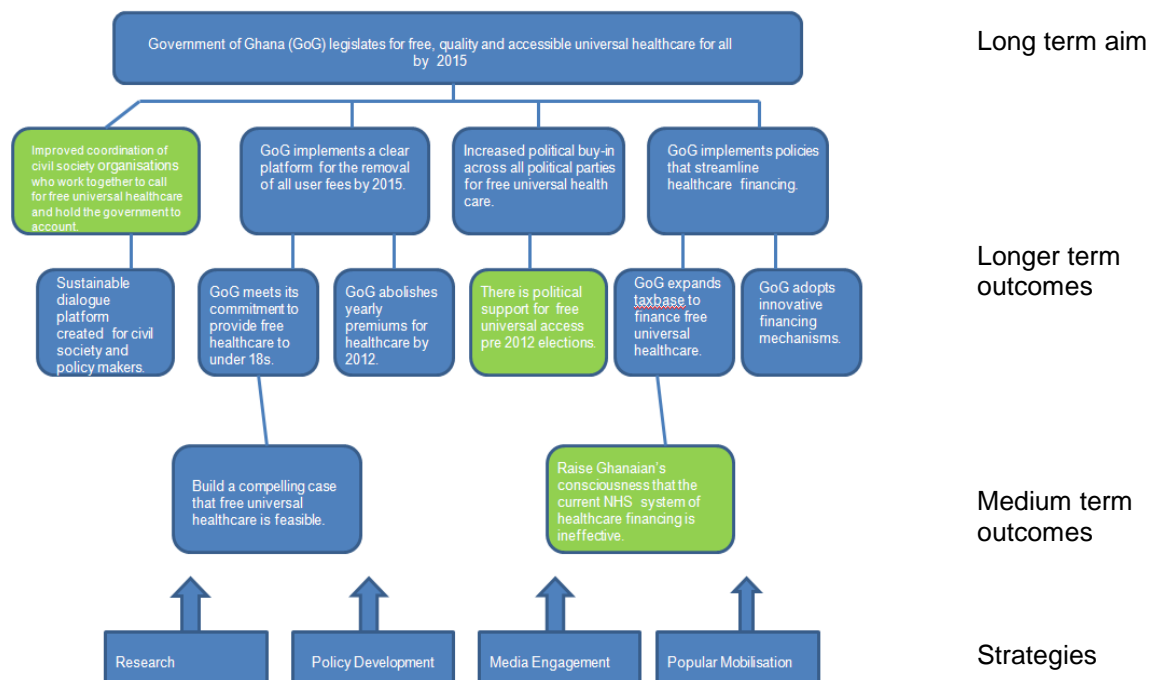 Government of Ghana (GoG) legislates for free, quality and accessible universal healthcare for all
by 2015
Long term aim
Improved coordination of
civil society organisations
who work together to call
for free universal healthcare
and hold the government to
account.
GoG implements a clear
platform for the removal
of all user fees by 2015.
Increased political buy-in
across all political parties
for free universal health
care.
GoG implements policies
that streamline
healthcare financing.
Longer term
outcomes
Sustainable
dialogue
platform
created for civil
society and
policy makers.
GoG meets its
commitment to
provide free
healthcare to
under 18s.
GoG abolishes
yearly
premiums for
healthcare by
2012.
There is political
support for free
universal access
pre 2012 elections.
GoG expands
taxbase to
finance free
universal
healthcare.
GoG adopts
innovative
financing
mechanisms.
Build a compelling case
that free universal
healthcare is feasible.
Raise Ghanaian's
consciousness that the
current NHS system of
healthcare financing is
ineffective.
Medium term
outcomes
Research
Policy Development
Media Engagement
Popular Mobilisation
Strategies